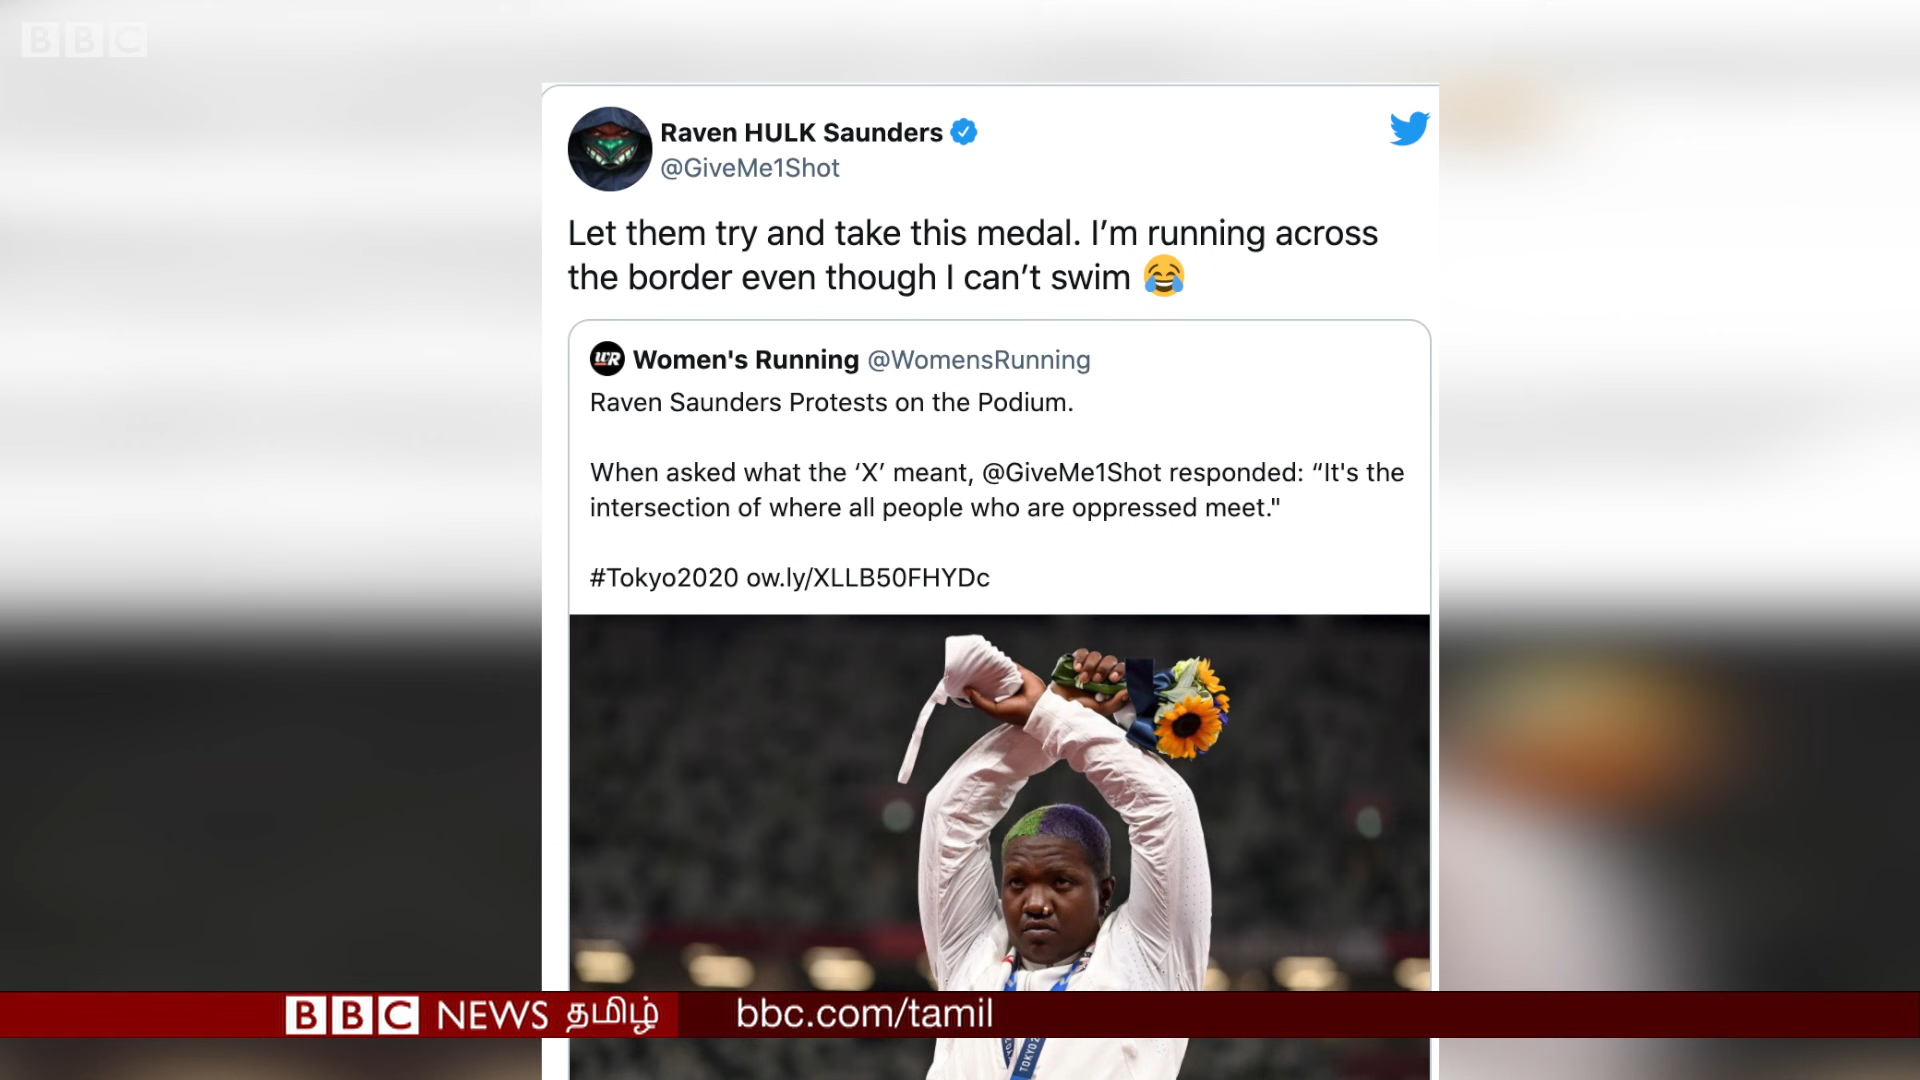 BBC
Raven HULK Saunders
@GiveMe1Shot
Let them try and take this medal. I’m running across
the border even though I can’t swim 😂
WR Women's Running @WomensRunning
Raven Saunders Protests on the Podium.
When asked what the ‘X’ meant, @GiveMe1Shot responded: “It's the
intersection of where all people who are oppressed meet."
#Tokyo2020 ow.ly/XLLB50FHYDc
BBC NEWS தமிழ் bbc.com/tamil
TOKYO 2